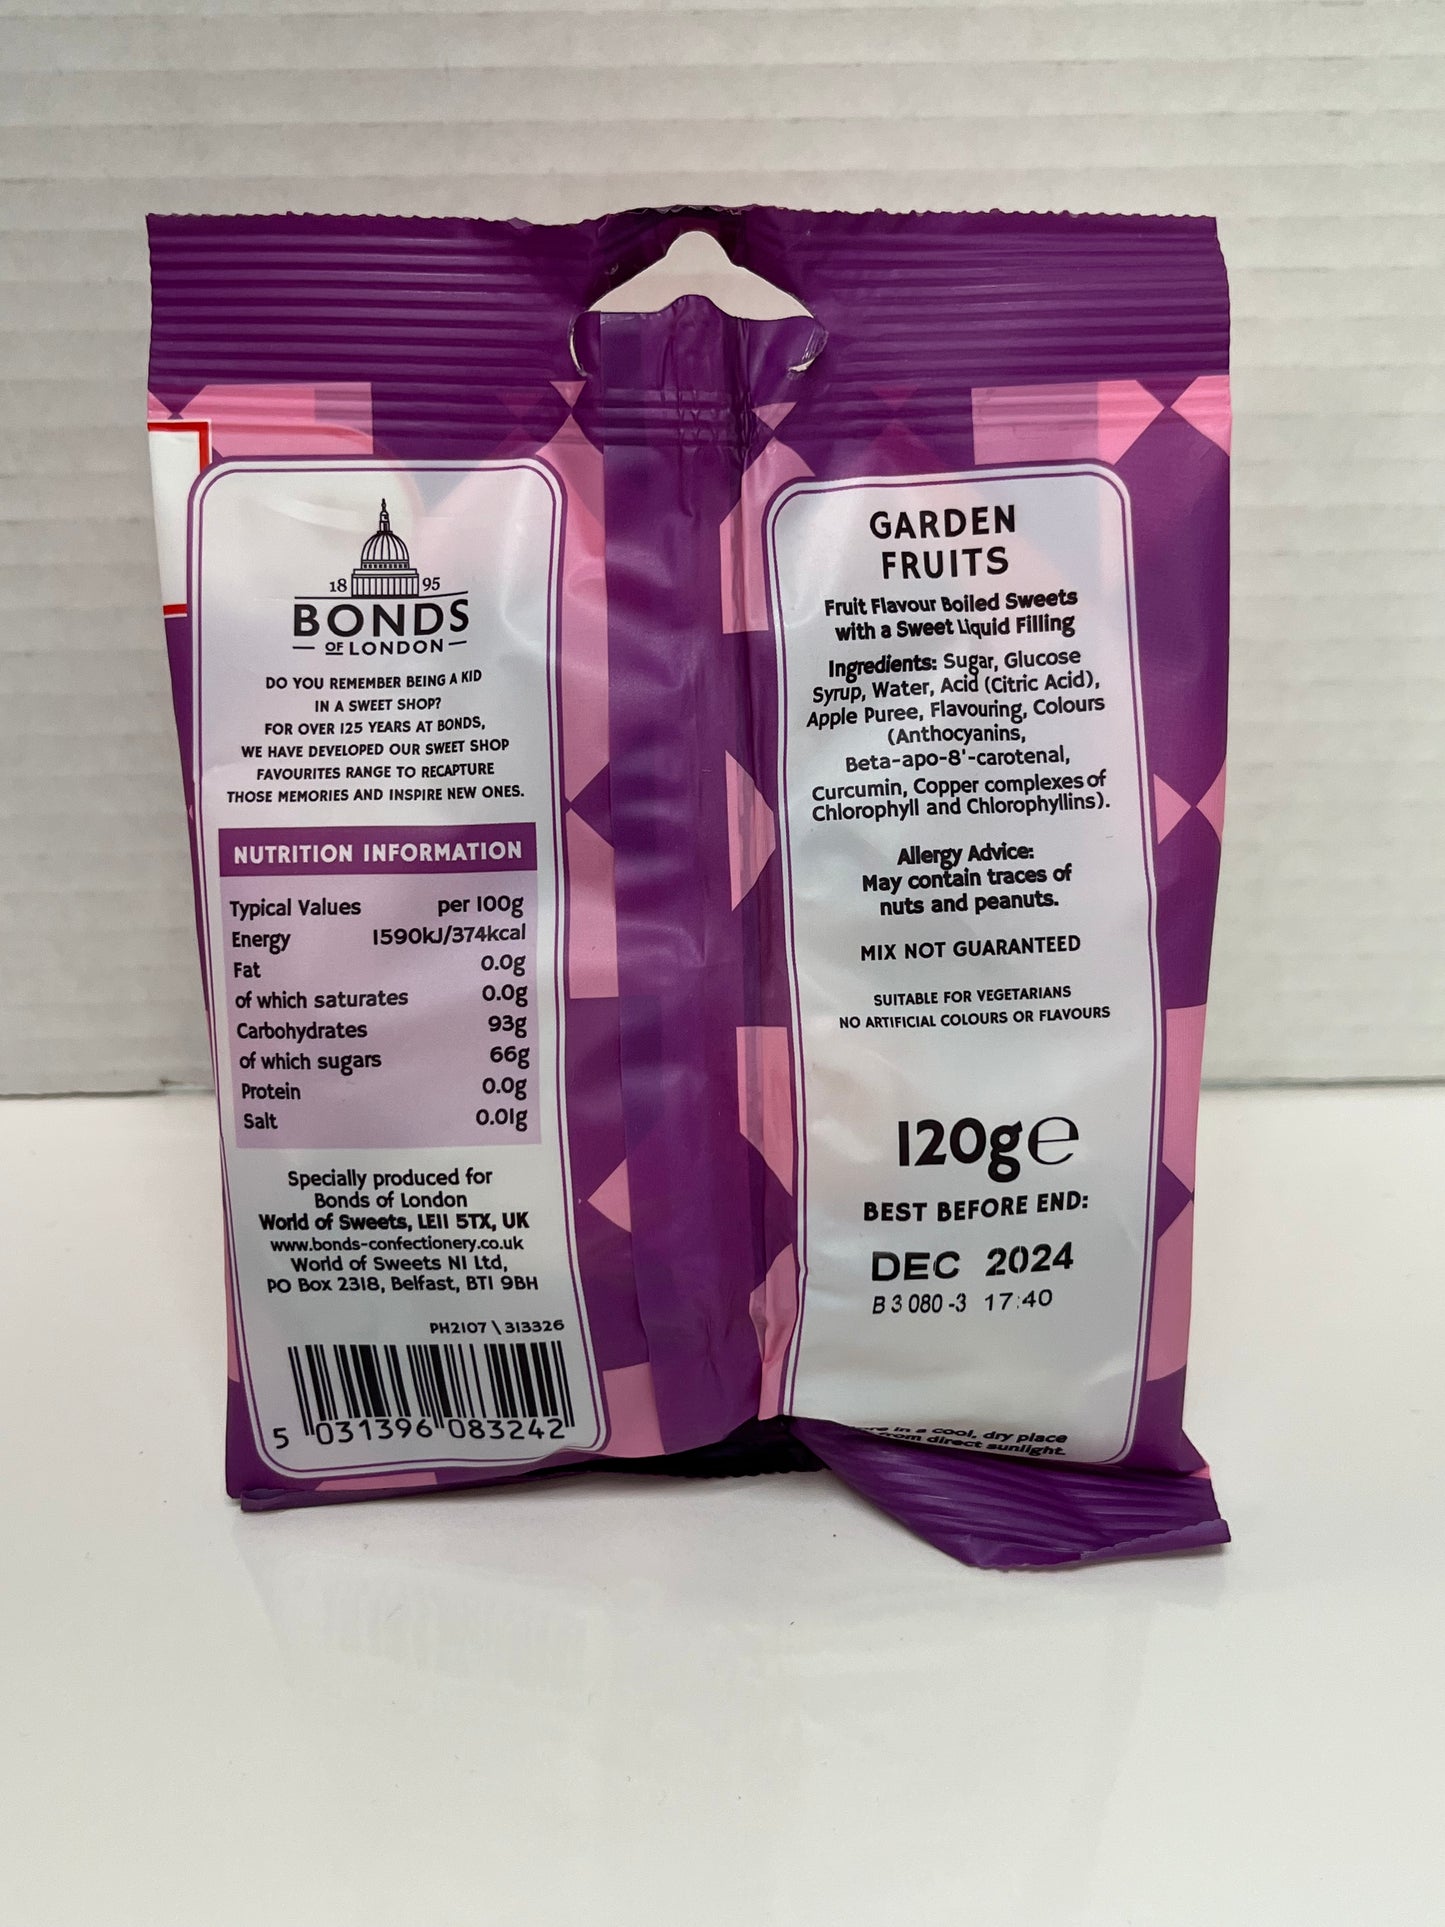 18 95
BONDS
OF LONDON
DO YOU REMEMBER BEING A KID
IN A SWEET SHOP?
FOR OVER 125 YEARS AT BONDS,
WE HAVE DEVELOPED OUR SWEET SHOP
FAVOURITES RANGE TO RECAPTURE
THOSE MEMORIES AND INSPIRE NEW ONES.
NUTRITION INFORMATION
Typical Values per 100g
Energy 1590kJ/374kcal
Fat 0.0g
of which saturates 0.0g
Carbohydrates 93g
of which sugars 66g
Protein 0.0g
Salt 0.01g
Specially produced for
Bonds of London
World of Sweets, LE11 5TX, UK
www.bonds-confectionery.co.uk
World of Sweets NI Ltd,
PO Box 2318, Belfast, BT1 9BH
PH2107 \ 313326
5 031396 083242
GARDEN
FRUITS
Fruit Flavour Boiled Sweets
with a Sweet Liquid Filling
Ingredients: Sugar, Glucose
Syrup, Water, Acid (Citric Acid),
Apple Puree, Flavouring, Colours
(Anthocyanins,
Beta-apo-8'-carotenal,
Curcumin, Copper complexes of
Chlorophyll and Chlorophyllins).
Allergy Advice:
May contain traces of
nuts and peanuts.
MIX NOT GUARANTEED
SUITABLE FOR VEGETARIANS
NO ARTIFICIAL COLOURS OR FLAVOURS
120g e
BEST BEFORE END:
DEC 2024
B 3 080 -3 17:40
in a cool, dry place
direct sunlight.